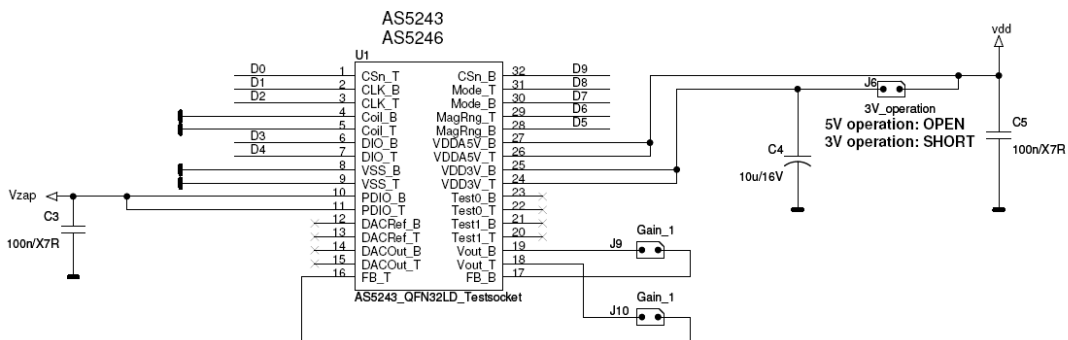 AS5243
AS5246
U1
vdd
D0 1 CSn_T CSn_B 32 D9
D1 2 CLK_B Mode_T 31 D8
D2 3 CLK_T Mode_B 30 D7
4 Coil_B MagRng_T 29 D6
5 Coil_T MagRng_B 28 D5
D3 6 DIO_B VDDA5V_B 27
D4 7 DIO_T VDDA5V_T 26
8 VSS_B VDD3V_B 25
9 VSS_T VDD3V_T 24
10 PDIO_B Test0_B 23
11 PDIO_T Test0_T 22
12 DACRef_B Test1_B 21
13 DACRef_T Test1_T 20
14 DACOut_B Vout_B 19
15 DACOut_T Vout_T 18
16 FB_T FB_B 17
AS5243_QFN32LD_Testsocket
Vzap
C3
100n/X7R
J6
3V_operation
5V operation: OPEN
3V operation: SHORT
C4
10u/16V
C5
100n/X7R
Gain_1
J9
Gain_1
J10